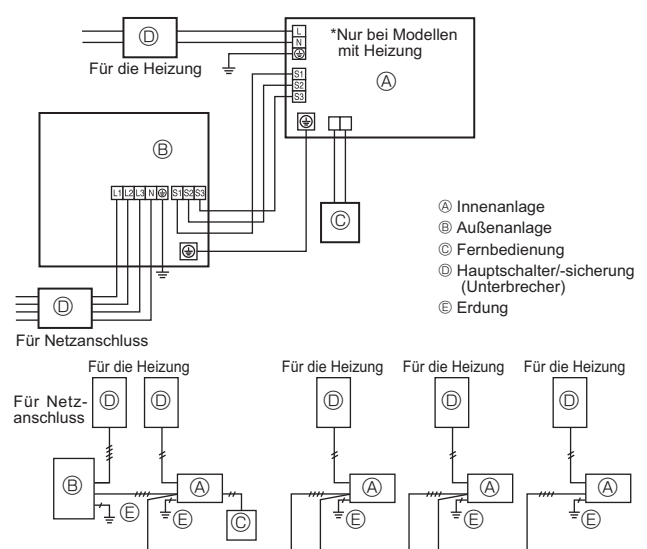 Ⓓ
Für die Heizung
L
N
*Nur bei Modellen
mit Heizung
Ⓐ
S1
S2
S3
Ⓑ
L1 L2 L3 N S1 S2 S3
Ⓒ
Ⓓ
Für Netzanschluss
Ⓐ Innenanlage
Ⓑ Außenanlage
Ⓒ Fernbedienung
Ⓓ Hauptschalter/-sicherung
(Unterbrecher)
Ⓔ Erdung
Für die Heizung Für die Heizung Für die Heizung Für die Heizung
Für Netz-
anschluss
Ⓓ Ⓓ Ⓓ Ⓓ Ⓓ
Ⓑ Ⓐ Ⓐ Ⓐ Ⓐ
Ⓔ Ⓔ Ⓒ Ⓔ Ⓔ Ⓔ